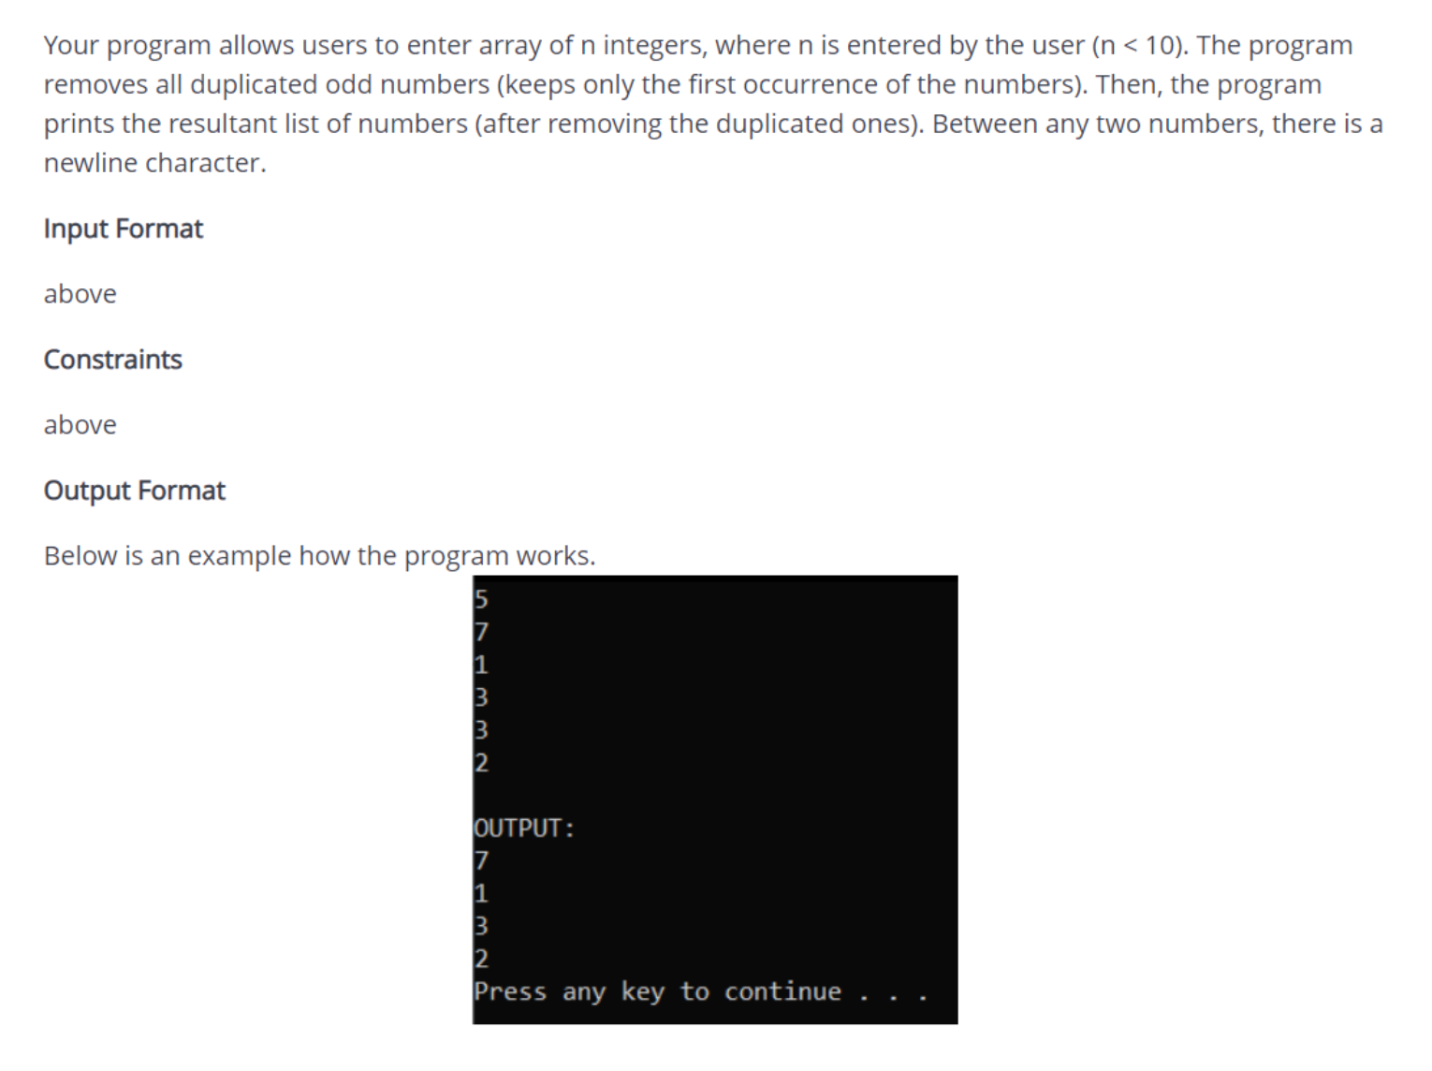 Your program allows users to enter array of n integers, where n is entered by the user (n < 10). The program
removes all duplicated odd numbers (keeps only the first occurrence of the numbers). Then, the program
prints the resultant list of numbers (after removing the duplicated ones). Between any two numbers, there is a
newline character.
Input Format
above
Constraints
above
Output Format
Below is an example how the program works.
5
7
1
3
3
2
OUTPUT:
7
1
3
2
Press any key to continue . . .